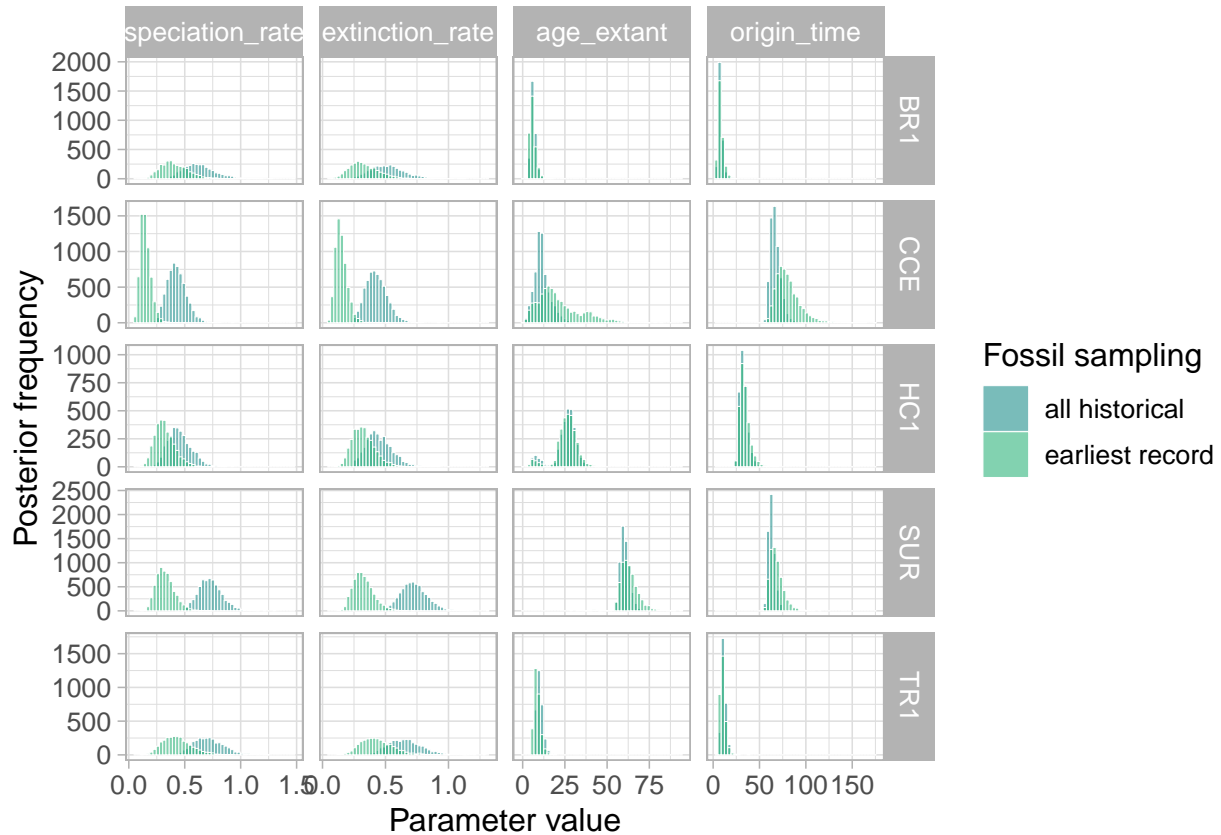 speciation_rate extinction_rate age_extant origin_time
2000
1500
1000
500
0
BR1
1500
1000
500
0
CCE
1000
750
500
250
0
HC1
2500
2000
1500
1000
500
0
SUR
1500
1000
500
0
TR1
Posterior frequency
0.0 0.5 1.0 1.5 0.0 0.5 1.0 0 25 50 75 0 50 100 150
Parameter value
Fossil sampling
all historical
earliest record